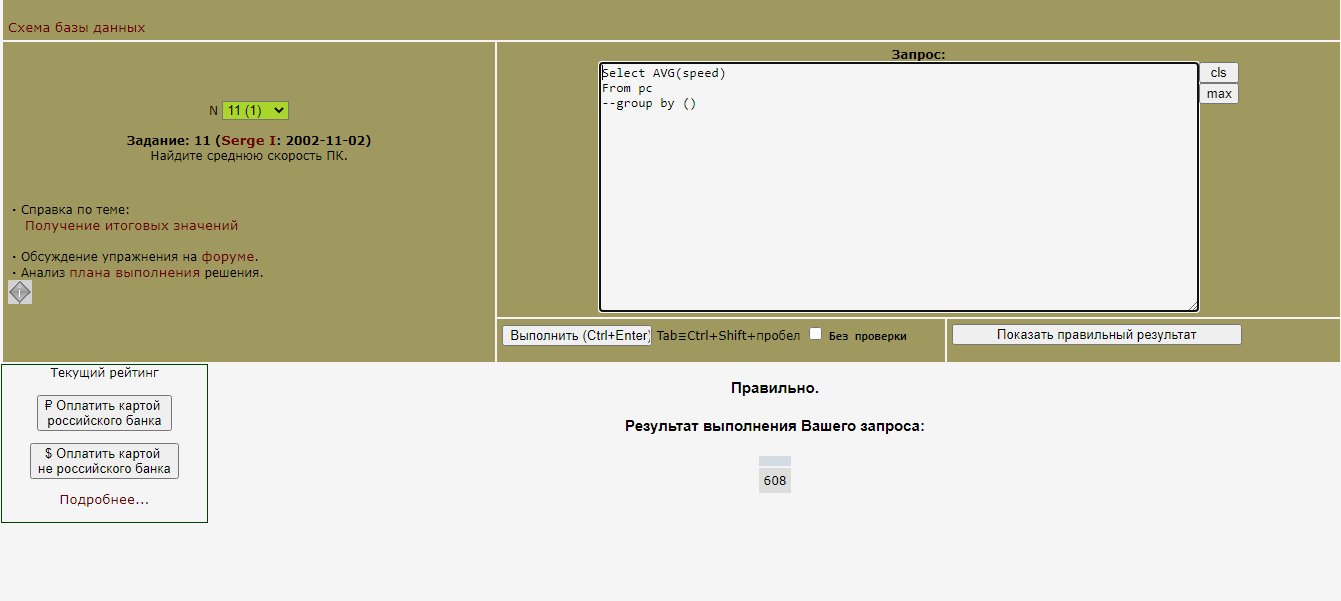 Схема базы данных
N 11 (1)
Задание: 11 (Serge I: 2002-11-02)
Найдите среднюю скорость ПК.
· Справка по теме:
Получение итоговых значений
· Обсуждение упражнения на форуме.
· Анализ плана выполнения решения.
Запрос:
Select AVG(speed)
From pc
--group by ()
cls
max
Выполнить (Ctrl+Enter) Tab≡Ctrl+Shift+пробел Без проверки
Показать правильный результат
Текущий рейтинг
₽ Оплатить картой
российского банка
$ Оплатить картой
не российского банка
Подробнее...
Правильно.
Результат выполнения Вашего запроса:
608